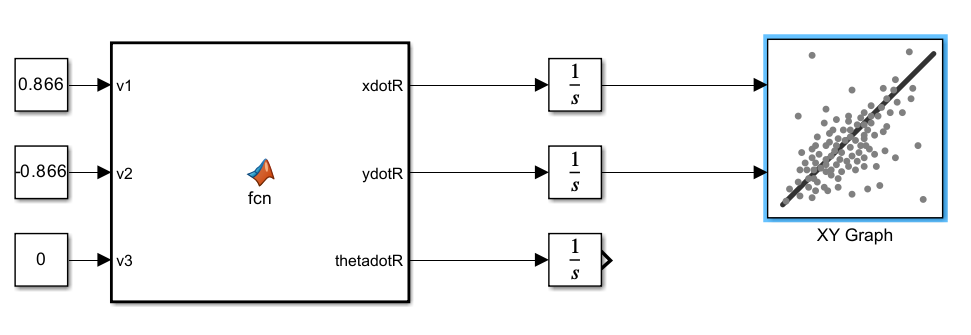 0.866 v1 xdotR 1
s
-0.866 v2 ydotR 1
s
fcn
0 v3 thetadotR 1
s
XY Graph